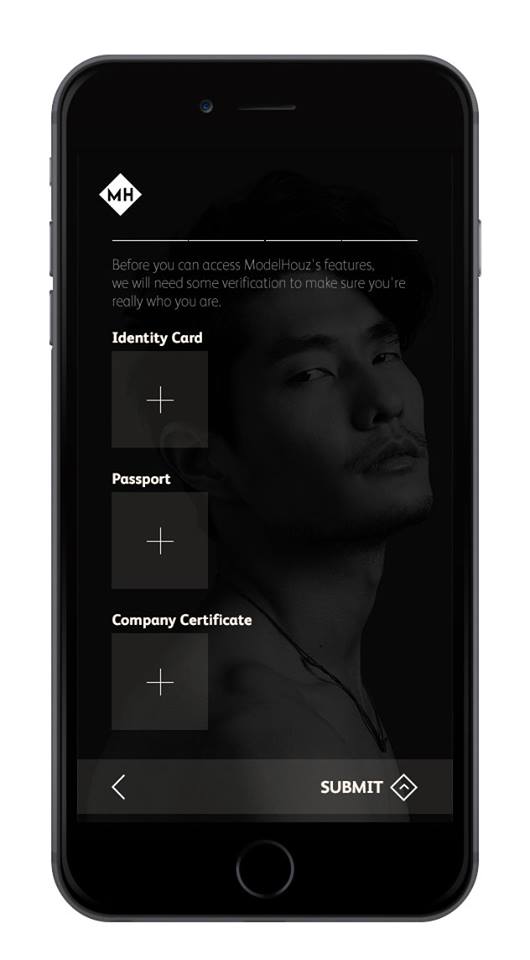 MH
Before you can access ModelHouz's features,
we will need some verification to make sure you're
really who you are.
Identity Card
Passport
Company Certificate
SUBMIT